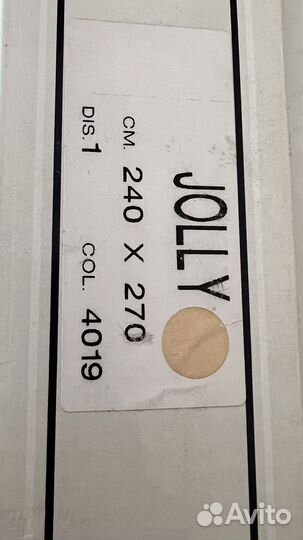 JOLLY
CM. 240 X 270
DIS. 1 COL. 4019
Avito